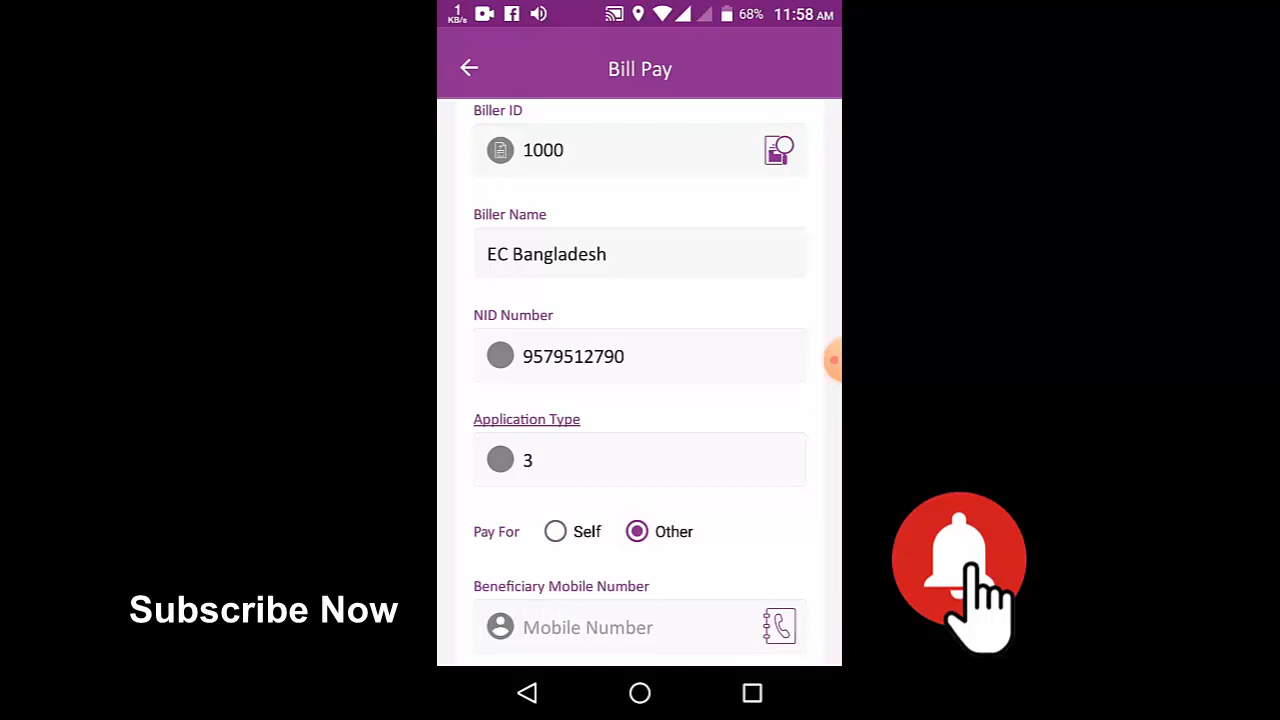 1
KB/s
68%
11:58 AM
Bill Pay
Biller ID
1000
Biller Name
EC Bangladesh
NID Number
9579512790
Application Type
3
Pay For
Self
Other
Beneficiary Mobile Number
Mobile Number
Subscribe Now